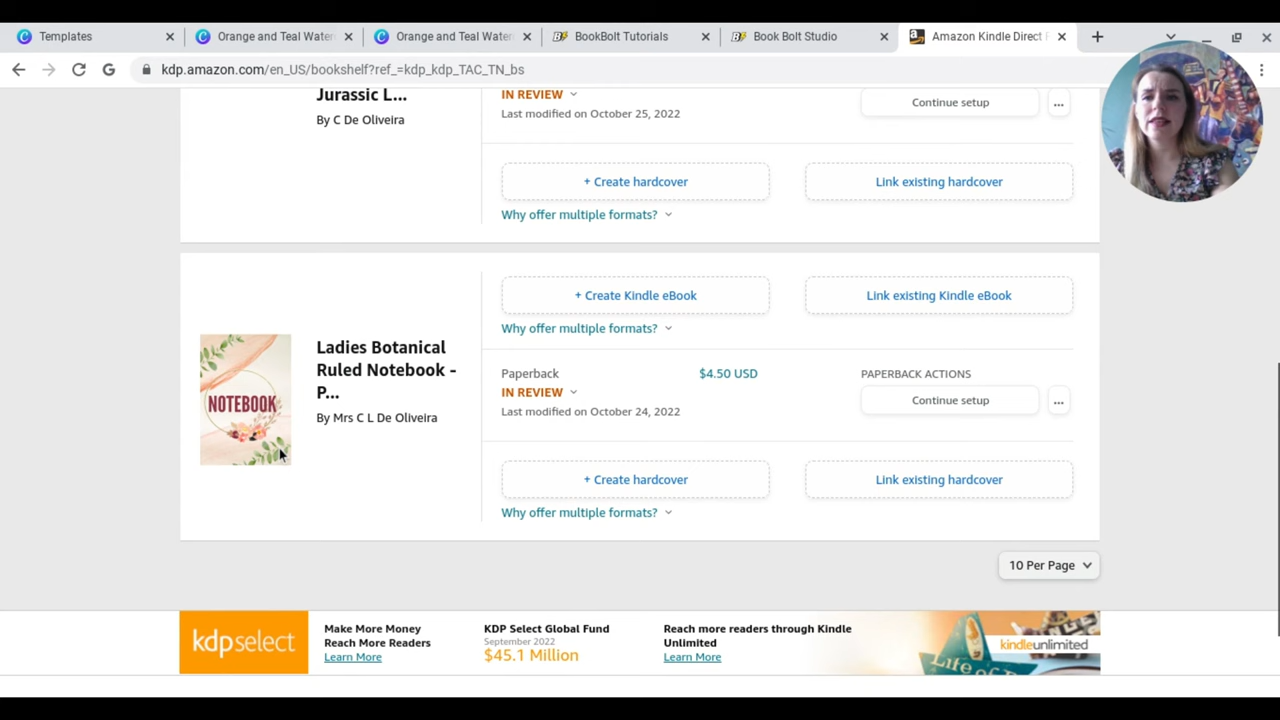 Templates
Orange and Teal Water
Orange and Teal Water
BookBolt Tutorials
Book Bolt Studio
Amazon Kindle Direct P
kdp.amazon.com/en_US/bookshelf?ref_=kdp_kdp_TAC_TN_bs
Jurassic L...
By C De Oliveira
IN REVIEW
Last modified on October 25, 2022
Continue setup
...
+ Create hardcover
Link existing hardcover
Why offer multiple formats?
+ Create Kindle eBook
Link existing Kindle eBook
Why offer multiple formats?
NOTEBOOK
Ladies Botanical
Ruled Notebook -
P...
By Mrs C L De Oliveira
Paperback
$4.50 USD
IN REVIEW
Last modified on October 24, 2022
PAPERBACK ACTIONS
Continue setup
...
+ Create hardcover
Link existing hardcover
Why offer multiple formats?
10 Per Page
kdpselect
Make More Money
Reach More Readers
Learn More
KDP Select Global Fund
September 2022
$45.1 Million
Reach more readers through Kindle
Unlimited
Learn More
Life of
kindleunlimited